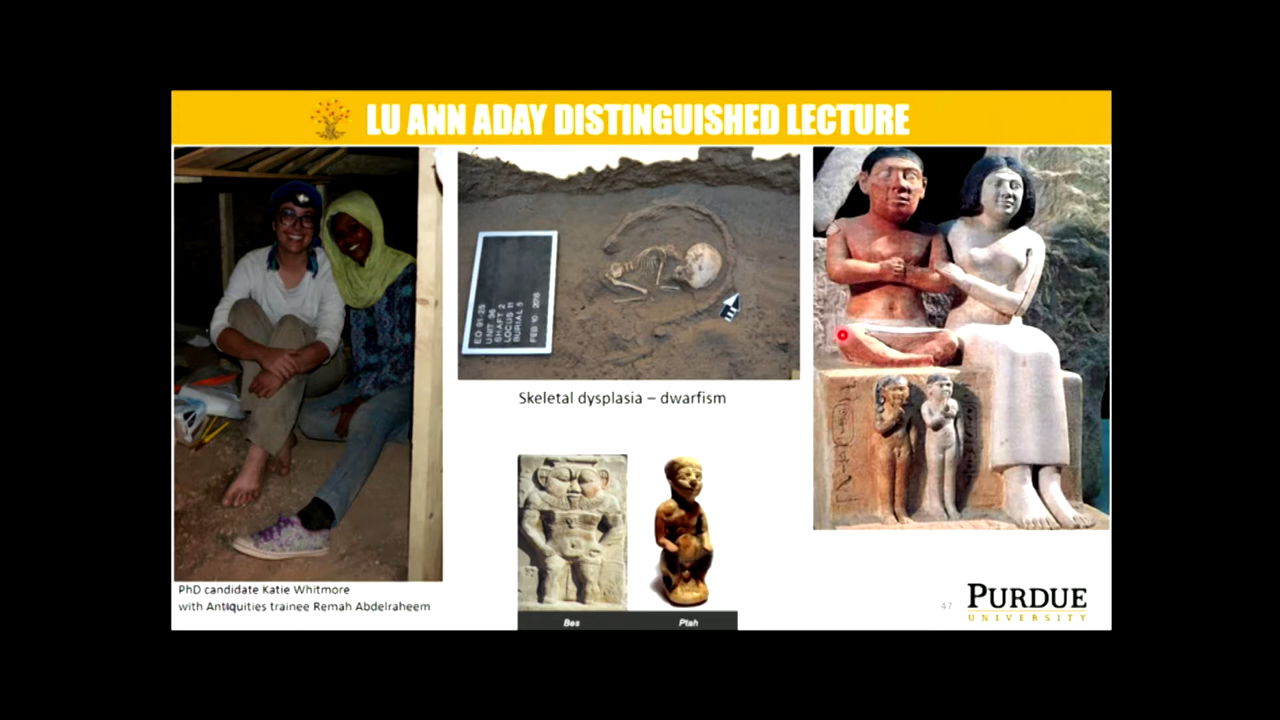 LU ANN ADAY DISTINGUISHED LECTURE
EO 91-25
UNIT 36
SHAFT 2
LOCUS 11
BURIAL 5
FEB 10 2016
Skeletal dysplasia – dwarfism
Bes
Ptah
PhD candidate Katie Whitmore
with Antiquities trainee Remah Abdelraheem
47
PURDUE
UNIVERSITY